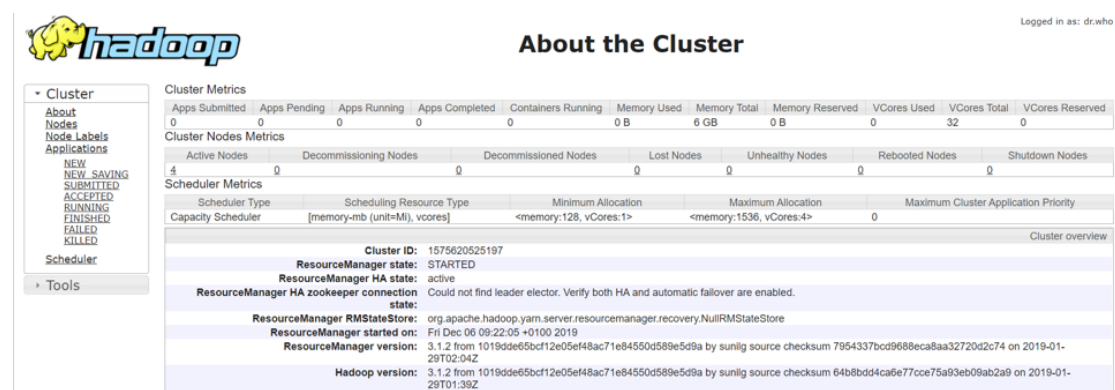 Logged in as: dr.who
hadoop
About the Cluster
Cluster
About
Nodes
Node Labels
Applications
NEW
NEW_SAVING
SUBMITTED
ACCEPTED
RUNNING
FINISHED
FAILED
KILLED
Scheduler
Tools
Cluster Metrics
Apps Submitted Apps Pending Apps Running Apps Completed Containers Running Memory Used Memory Total Memory Reserved VCores Used VCores Total VCores Reserved
0 0 0 0 0 0 B 6 GB 0 B 0 32 0
Cluster Nodes Metrics
Active Nodes Decommissioning Nodes Decommissioned Nodes Lost Nodes Unhealthy Nodes Rebooted Nodes Shutdown Nodes
4 0 0 0 0 0 0
Scheduler Metrics
Scheduler Type Scheduling Resource Type Minimum Allocation Maximum Allocation Maximum Cluster Application Priority
Capacity Scheduler [memory-mb (unit=Mi), vcores] <memory:128, vCores:1> <memory:1536, vCores:4> 0
Cluster overview
Cluster ID: 1575620525197
ResourceManager state: STARTED
ResourceManager HA state: active
ResourceManager HA zookeeper connection state: Could not find leader elector. Verify both HA and automatic failover are enabled.
ResourceManager RMStateStore: org.apache.hadoop.yarn.server.resourcemanager.recovery.NullRMStateStore
ResourceManager started on: Fri Dec 06 09:22:05 +0100 2019
ResourceManager version: 3.1.2 from 1019dde65bcf12e05ef48ac71e84550d589e5d9a by sunilg source checksum 7954337bcd9688eca8aa32720d2c74 on 2019-01-
29T02:04Z
Hadoop version: 3.1.2 from 1019dde65bcf12e05ef48ac71e84550d589e5d9a by sunilg source checksum 64b8bdd4ca6e77cce75a93eb09ab2a9 on 2019-01-
29T01:39Z